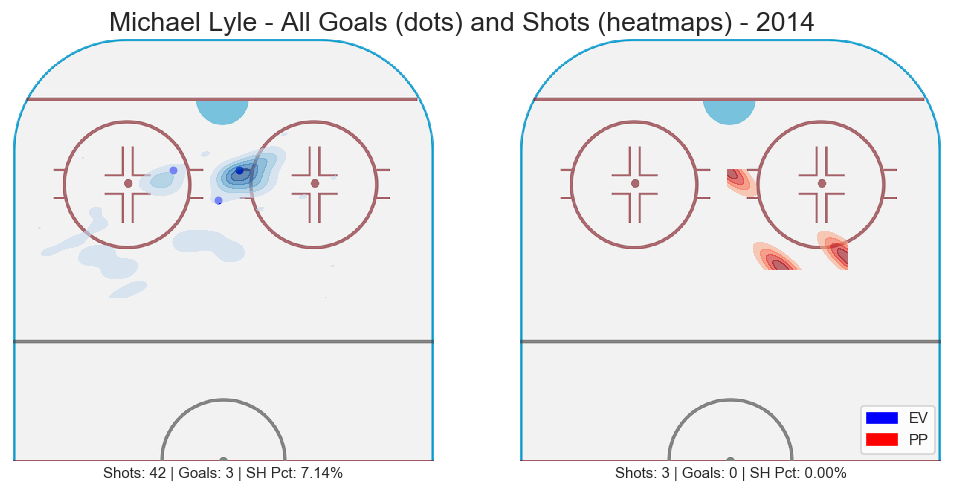 Michael Lyle - All Goals (dots) and Shots (heatmaps) - 2014
EV
PP
Shots: 42 | Goals: 3 | SH Pct: 7.14%
Shots: 3 | Goals: 0 | SH Pct: 0.00%